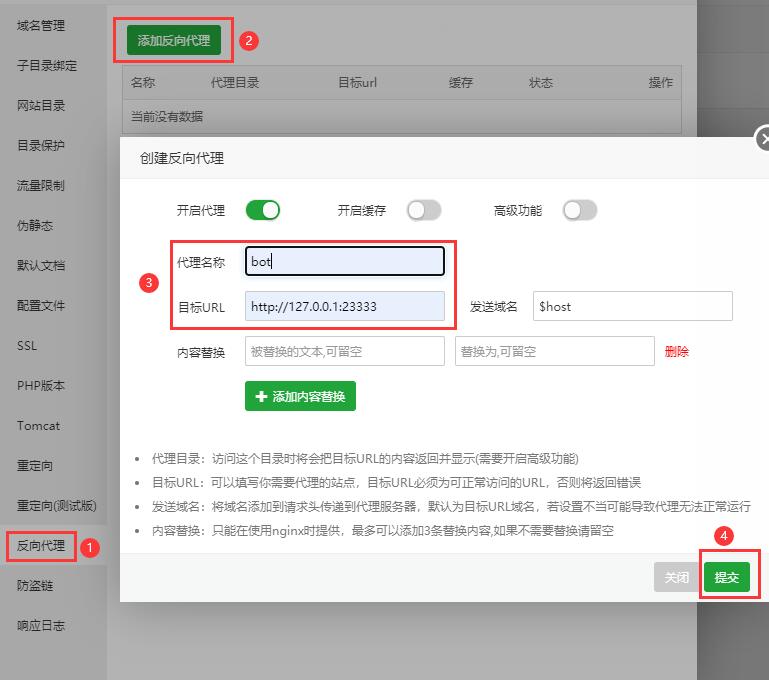 域名管理
子目录绑定
网站目录
目录保护
流量限制
伪静态
默认文档
配置文件
SSL
PHP版本
Tomcat
重定向
重定向(测试版)
反向代理 1
防盗链
响应日志
添加反向代理 2
名称 代理目录 目标url 缓存 状态 操作
当前没有数据
创建反向代理
开启代理 开启缓存 高级功能
3
代理名称 bot
目标URL http://127.0.0.1:23333 发送域名 $host
内容替换 被替换的文本,可留空 替换为,可留空 删除
添加内容替换
代理目录：访问这个目录时将会把目标URL的内容返回并显示(需要开启高级功能)
目标URL：可以填写你需要代理的站点，目标URL必须为可正常访问的URL，否则将返回错误
发送域名：将域名添加到请求头传递到代理服务器，默认为目标URL域名，若设置不当可能导致代理无法正常运行
内容替换：只能在使用nginx时提供，最多可以添加3条替换内容,如果不需要替换请留空
4
关闭 提交